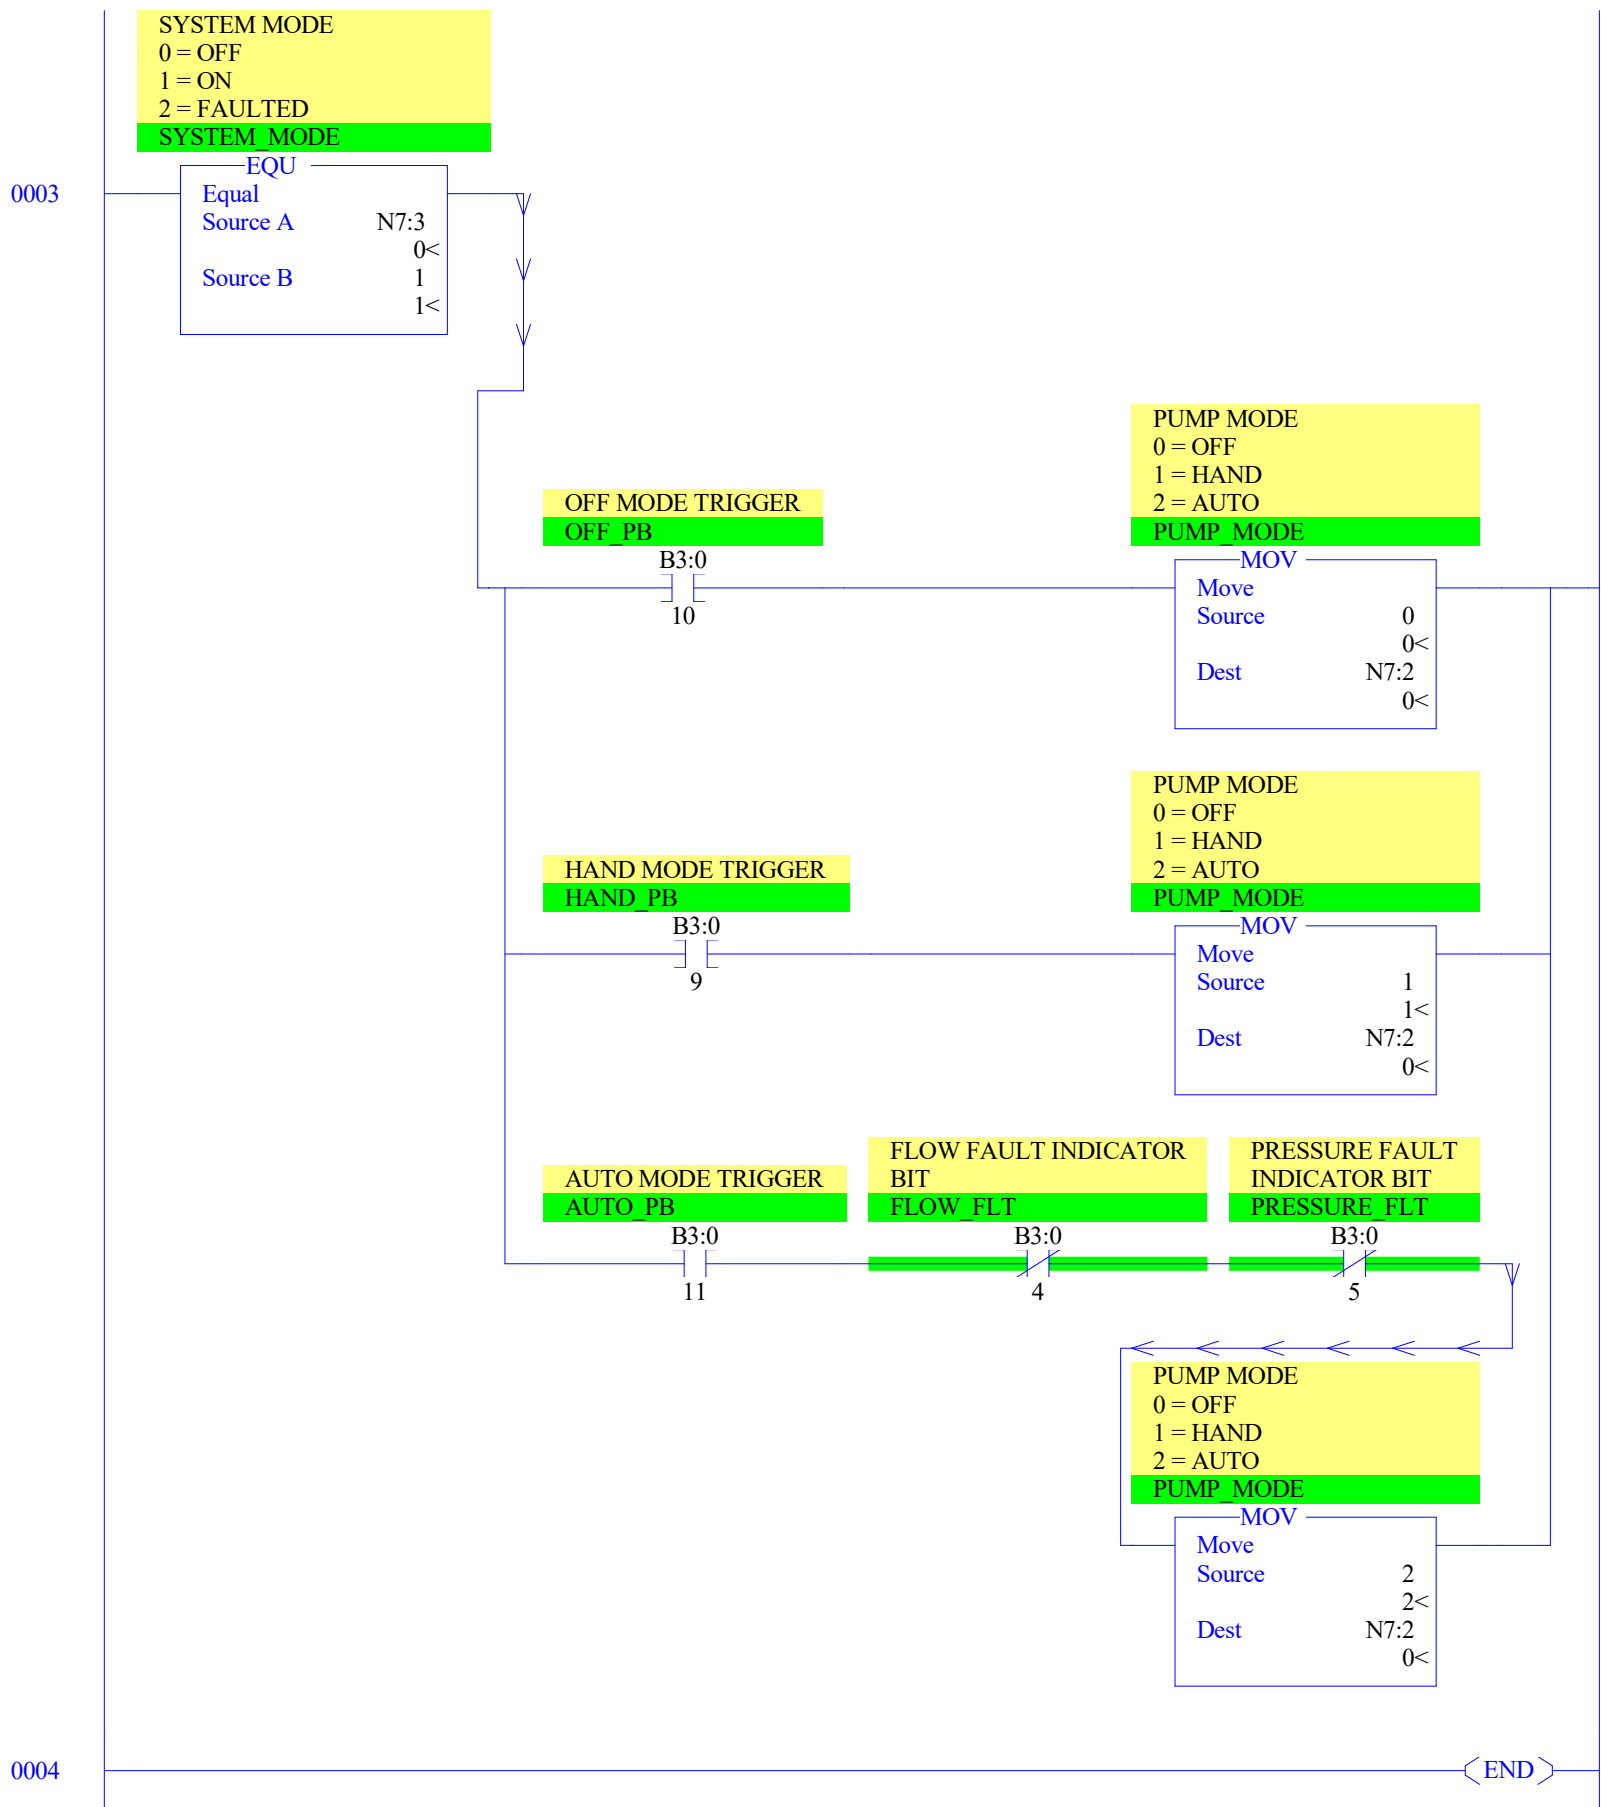 SYSTEM MODE
0 = OFF
1 = ON
2 = FAULTED
SYSTEM_MODE
EQU
0003
Equal
Source A N7:3
0<
Source B 1
1<
PUMP MODE
0 = OFF
1 = HAND
2 = AUTO
PUMP_MODE
OFF MODE TRIGGER
OFF_PB
B3:0
10
MOV
Move
Source 0
0<
Dest N7:2
0<
PUMP MODE
0 = OFF
1 = HAND
2 = AUTO
PUMP_MODE
HAND MODE TRIGGER
HAND_PB
B3:0
9
MOV
Move
Source 1
1<
Dest N7:2
0<
AUTO MODE TRIGGER
AUTO_PB
B3:0
11
FLOW FAULT INDICATOR
BIT
FLOW_FLT
B3:0
4
PRESSURE FAULT
INDICATOR BIT
PRESSURE_FLT
B3:0
5
PUMP MODE
0 = OFF
1 = HAND
2 = AUTO
PUMP_MODE
MOV
Move
Source 2
2<
Dest N7:2
0<
0004
END